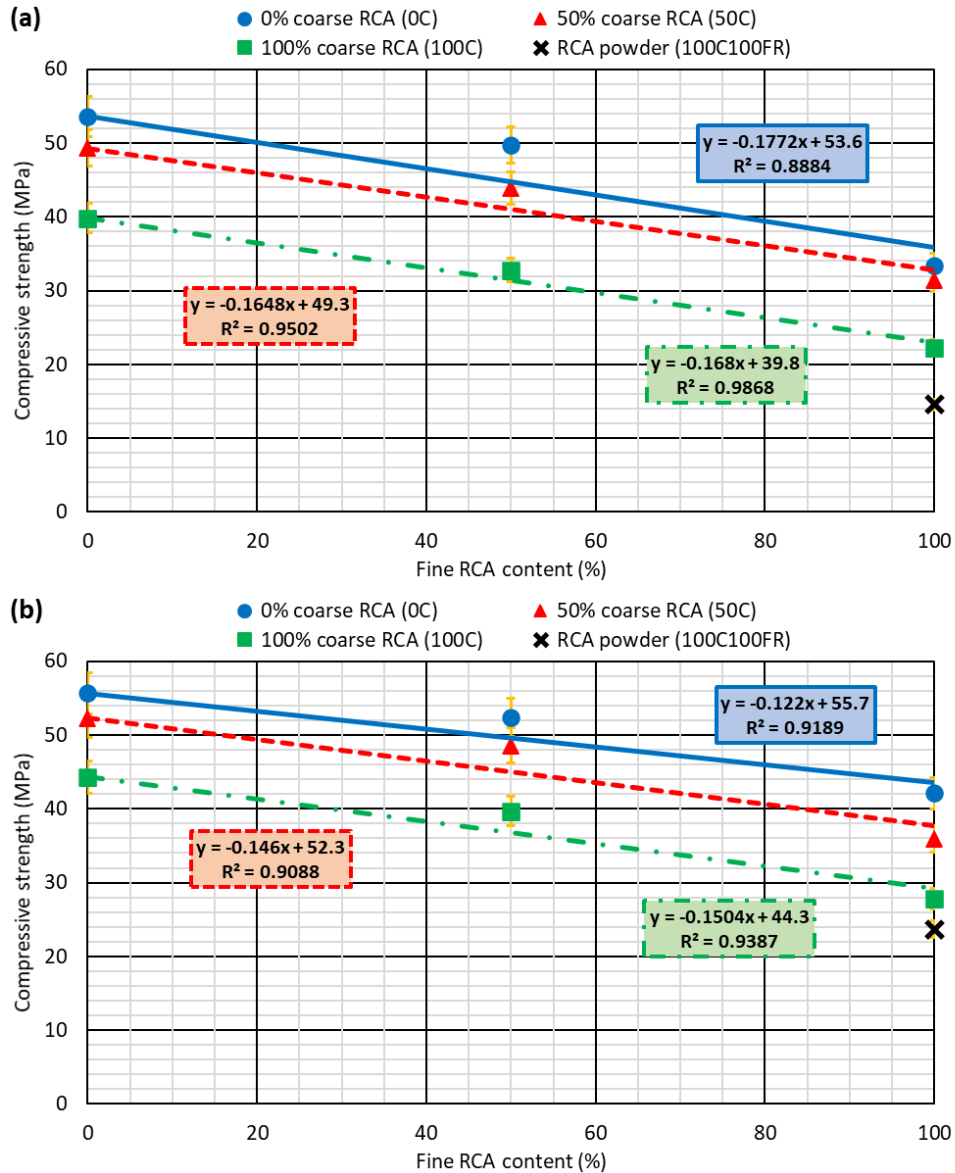 (a)
0% coarse RCA (0C)
50% coarse RCA (50C)
100% coarse RCA (100C)
RCA powder (100C100FR)
60
50
40
30
20
10
0
Compressive strength (MPa)
y = -0.1772x + 53.6
R² = 0.8884
y = -0.1648x + 49.3
R² = 0.9502
y = -0.168x + 39.8
R² = 0.9868
0
20
40
60
80
100
Fine RCA content (%)
(b)
0% coarse RCA (0C)
50% coarse RCA (50C)
100% coarse RCA (100C)
RCA powder (100C100FR)
60
50
40
30
20
10
0
Compressive strength (MPa)
y = -0.122x + 55.7
R² = 0.9189
y = -0.146x + 52.3
R² = 0.9088
y = -0.1504x + 44.3
R² = 0.9387
0
20
40
60
80
100
Fine RCA content (%)